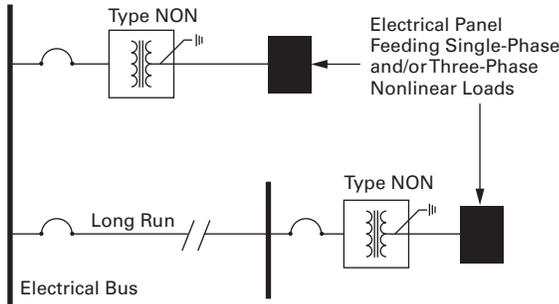 Type NON
Electrical Panel
Feeding Single-Phase
and/or Three-Phase
Nonlinear Loads
Type NON
Long Run
Electrical Bus